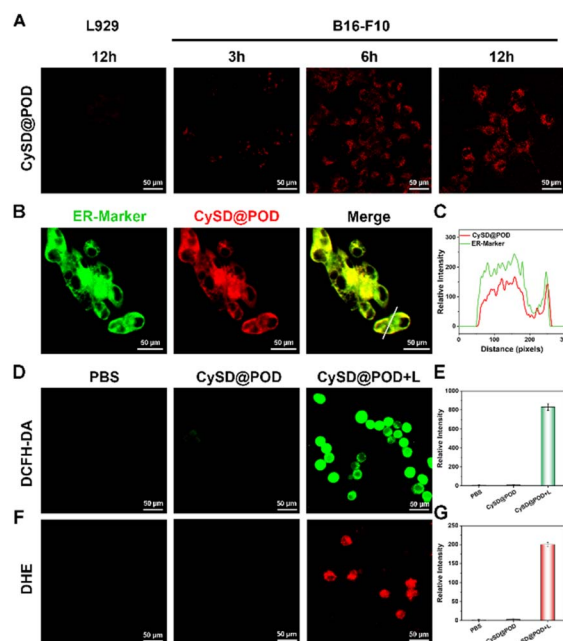 A
L929
B16-F10
12h
3h
6h
12h
CySD@POD
50 μm
50 μm
50 μm
50 μm
B
ER-Marker
CySD@POD
Merge
50 μm
50 μm
50 μm
C
CySD@POD
ER-Marker
Relative Intensity
300
200
100
0
0
100
200
Distance (pixels)
D
PBS
CySD@POD
CySD@POD+L
DCFH-DA
50 μm
50 μm
50 μm
E
Relative Intensity
1000
800
600
400
200
0
PBS
CySD@POD
CySD@POD+L
F
DHE
50 μm
50 μm
50 μm
G
Relative Intensity
250
200
150
100
50
0
PBS
CySD@POD